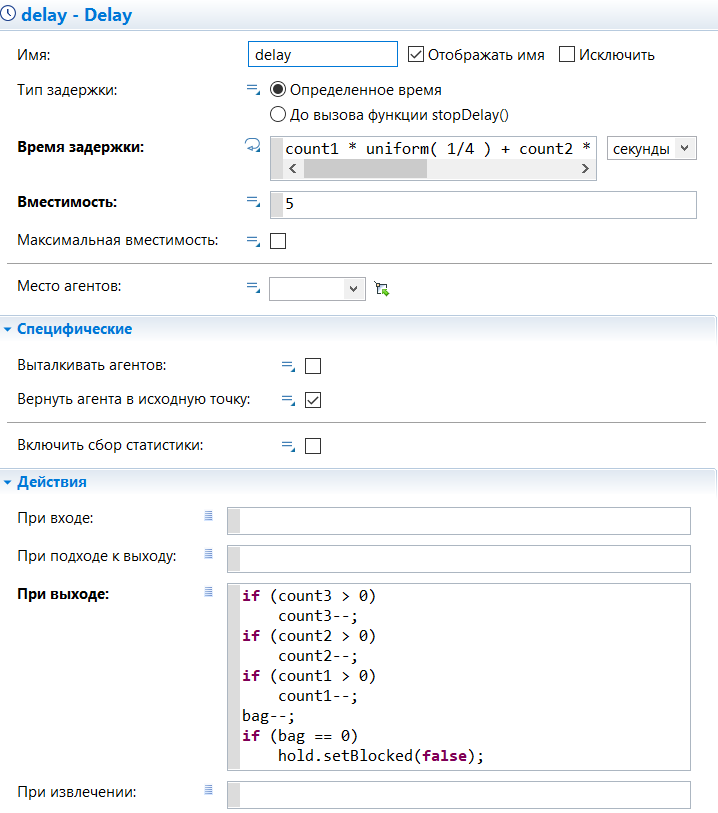 delay - Delay
Имя: delay Отображать имя Исключить
Тип задержки: Определенное время
До вызова функции stopDelay()
Время задержки: count1 * uniform( 1/4 ) + count2 * секунды
Вместимость: 5
Максимальная вместимость:
Место агентов:
Специфические
Выталкивать агентов:
Вернуть агента в исходную точку:
Включить сбор статистики:
Действия
При входе:
При подходе к выходу:
При выходе: if (count3 > 0)
count3--;
if (count2 > 0)
count2--;
if (count1 > 0)
count1--;
bag--;
if (bag == 0)
hold.setBlocked(false);
При извлечении: